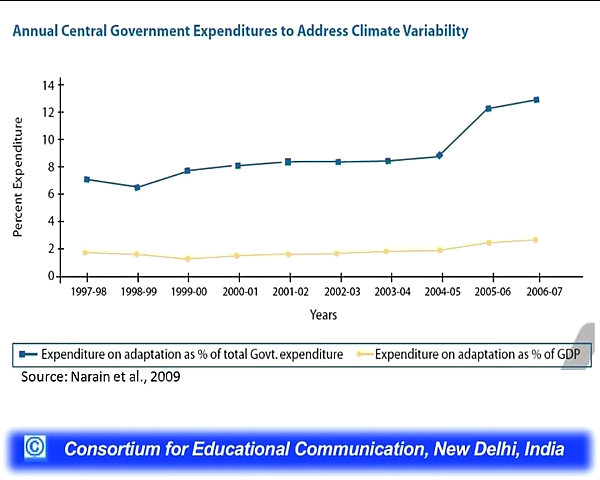 Annual Central Government Expenditures to Address Climate Variability
14
12
10
8
6
4
2
0
Percent Expenditure
1997-98 1998-99 1999-00 2000-01 2001-02 2002-03 2003-04 2004-05 2005-06 2006-07
Years
Expenditure on adaptation as % of total Govt. expenditure Expenditure on adaptation as % of GDP
Source: Narain et al., 2009
© Consortium for Educational Communication, New Delhi, India